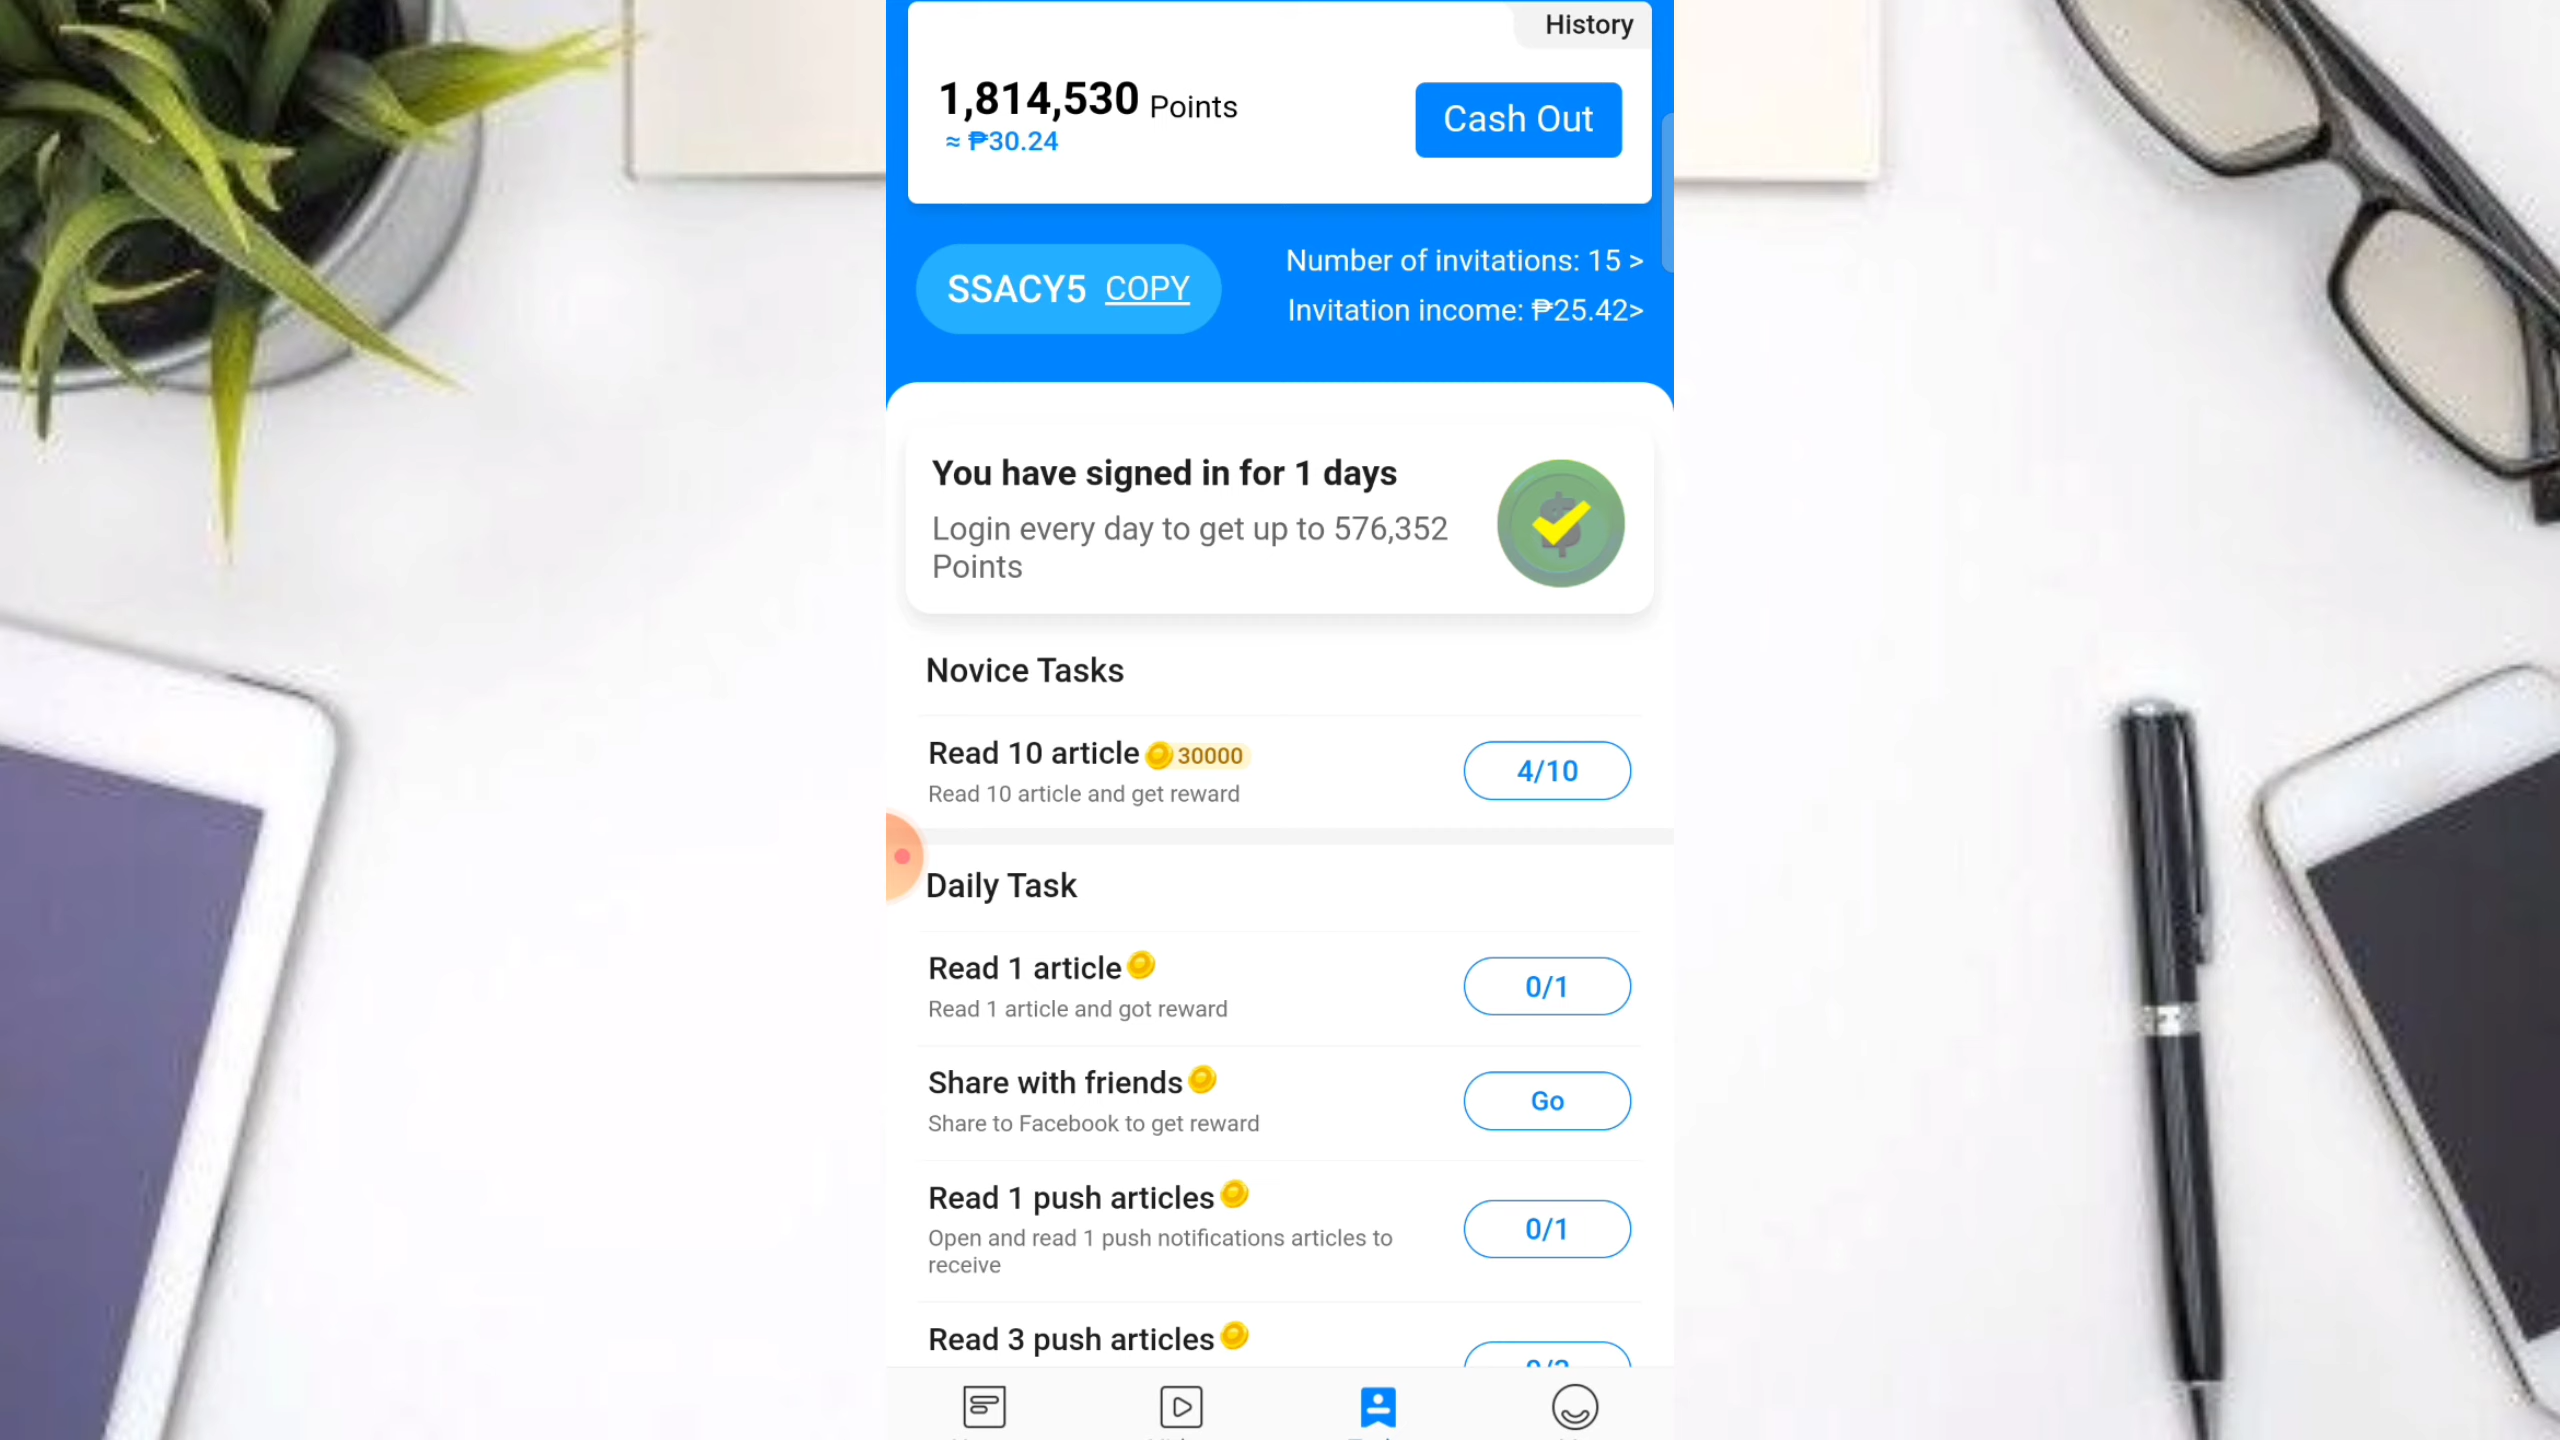 History
1,814,530 Points
≈ ₱30.24
Cash Out
SSACY5 COPY
Number of invitations: 15 >
Invitation income: ₱25.42>
You have signed in for 1 days
Login every day to get up to 576,352
Points
Novice Tasks
Read 10 article 30000
Read 10 article and get reward
4/10
Daily Task
Read 1 article
Read 1 article and got reward
0/1
Share with friends
Share to Facebook to get reward
Go
Read 1 push articles
Open and read 1 push notifications articles to
receive
0/1
Read 3 push articles